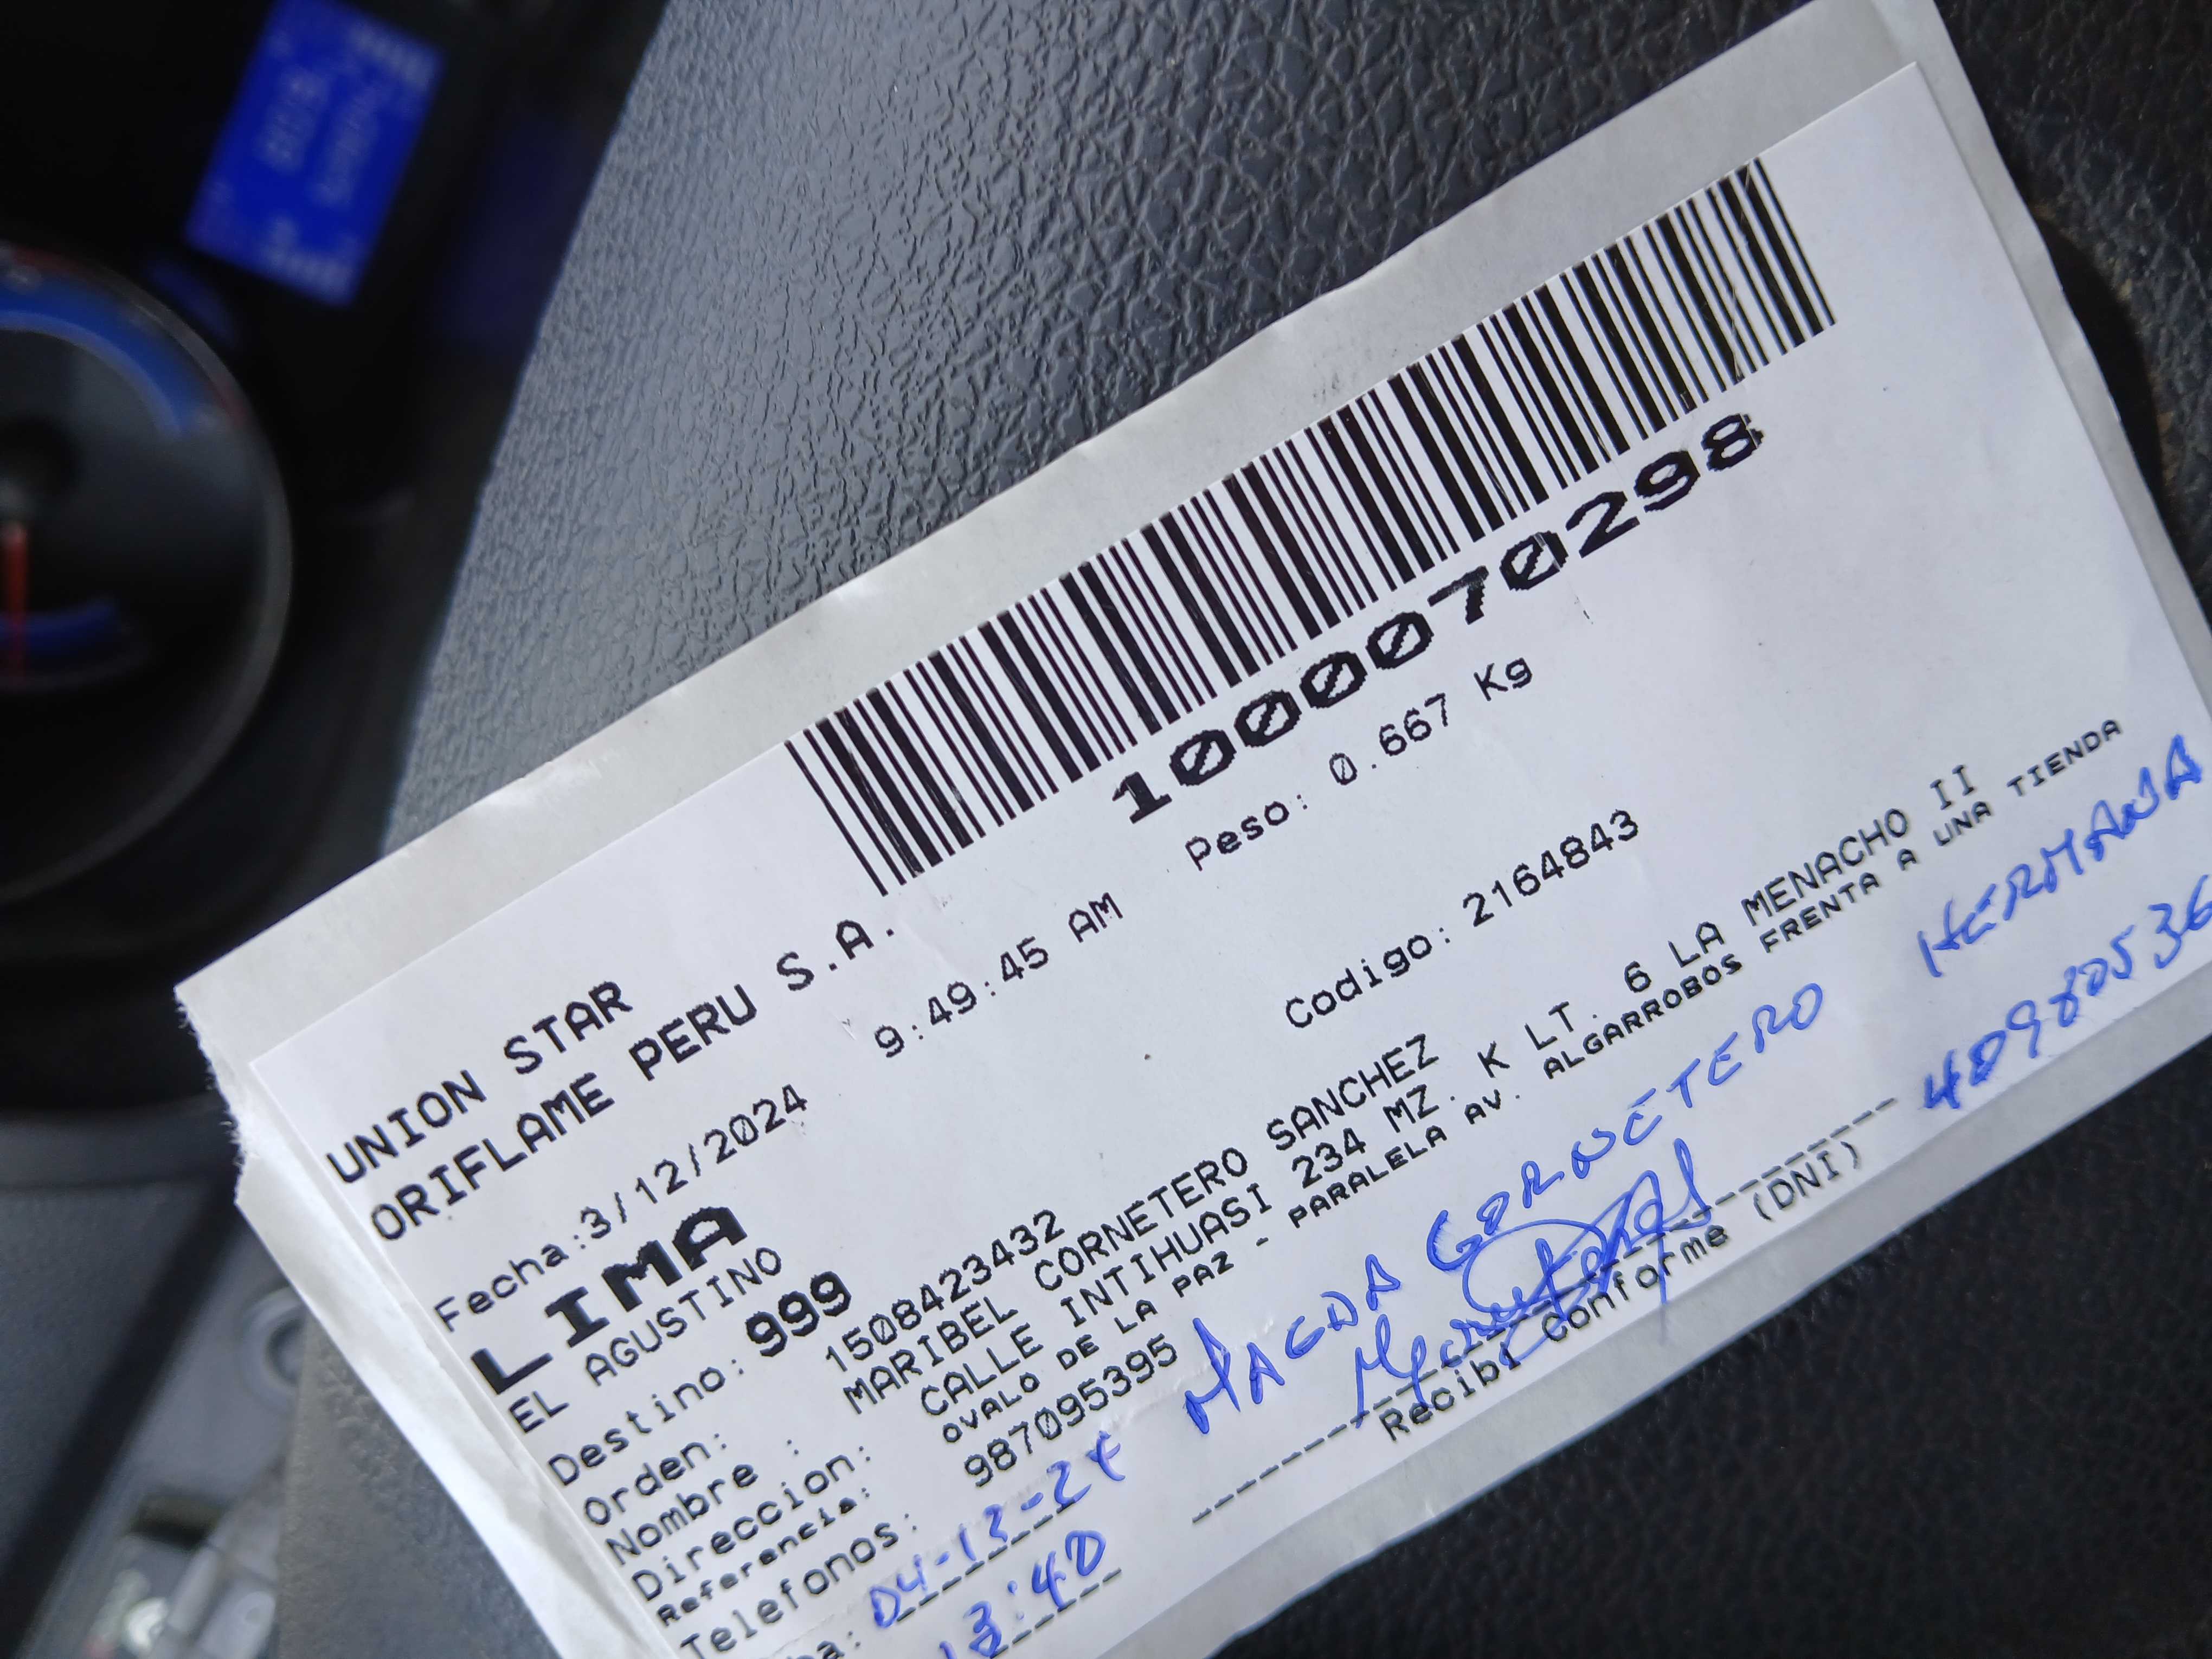 1000070298
UNION STAR
ORIFLAME PERU S.A.
Fecha:3/12/2024 9:49:45 AM Peso: 0.667 Kg
LIMA
EL AGUSTINO
Destino: 999 Codigo: 2164843
Orden: 1508423432
Nombre : MARIBEL CORNETERO SANCHEZ
Direccion: CALLE INTIHUASI 234 MZ. K LT. 6 LA MENACHO II
Referencia: OVALO DE LA PAZ - PARALELA AV. ALGARROBOS FRENTA A UNA TIENDA
Telefonos: 987095395
MAGDA CORNETERO HERMANA
40980536
Recibi Conforme (DNI)
13:40